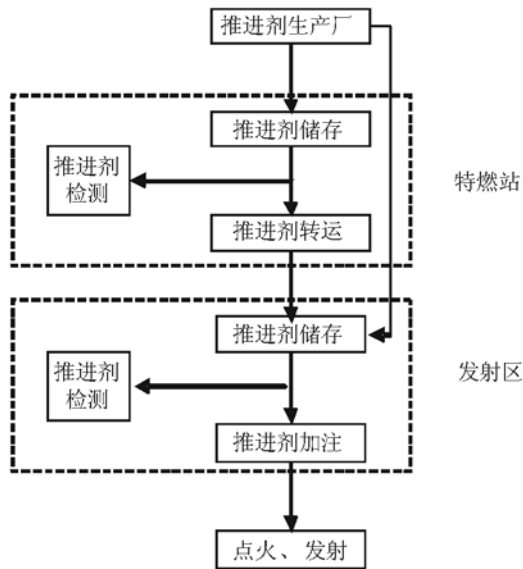 推进剂生产厂
推进剂储存
推进剂
检测
特燃站
推进剂转运
推进剂储存
推进剂
检测
发射区
推进剂加注
点火、发射